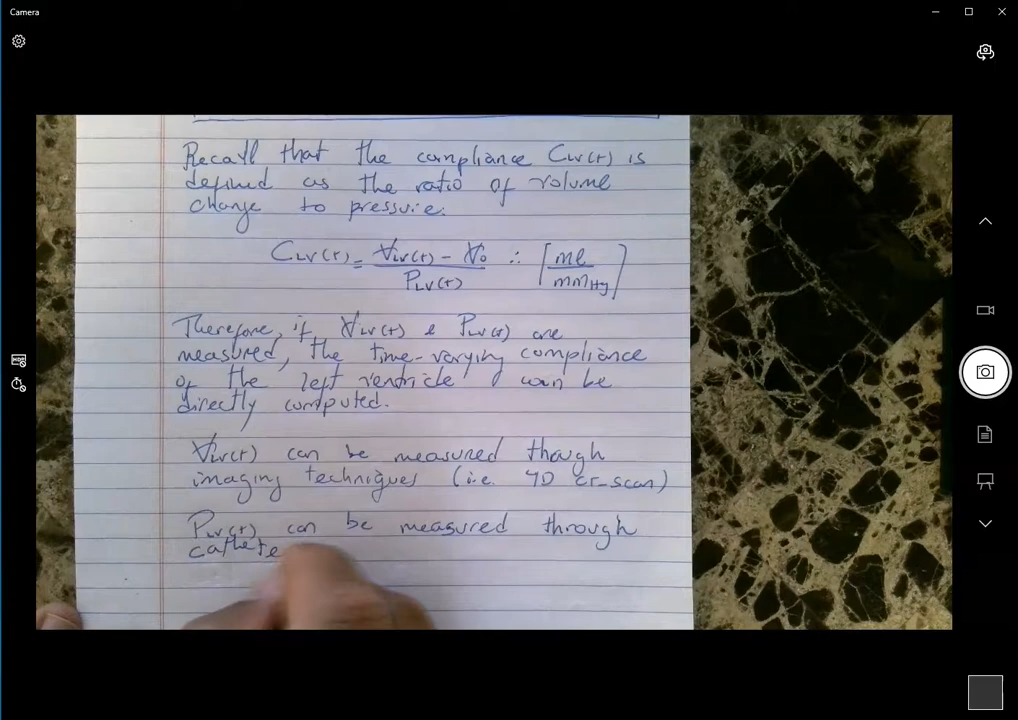 Camera
Recall that the compliance CLV(t) is
defined as the ratio of volume
change to pressure.
CLV(t) = VLV(t) - V0 / PLV(t) ∴ [ml / mmHg]
Therefore, if VLV(t) & PLV(t) are
measured, the time-varying compliance
of the left ventricle can be
directly computed.
VLV(t) can be measured though
imaging techniques (i.e. 4D CT-scan)
PLV(t) can be measured through
cathete